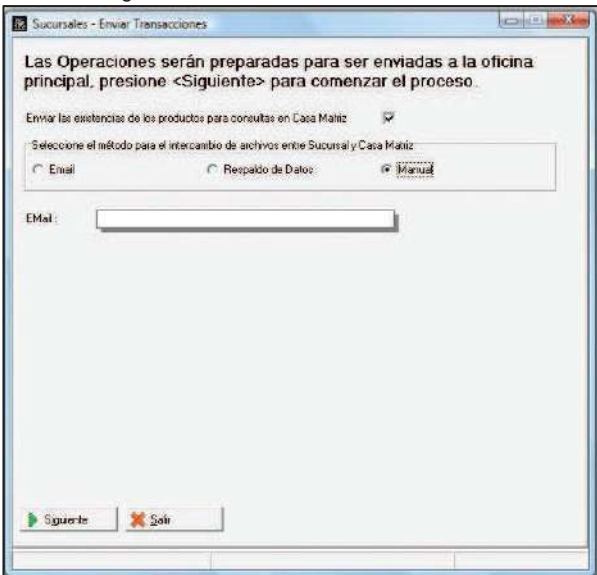 Sucursales - Enviar Transacciones
Las Operaciones serán preparadas para ser enviadas a la oficina
principal, presione <Siguiente> para comenzar el proceso.
Enviar las existencias de los productos para consultas en Casa Matriz
Seleccione el método para el intercambio de archivos entre Sucursal y Casa Matriz
Email Respaldo de Datos Manual
EMail :
Siguiente Salir